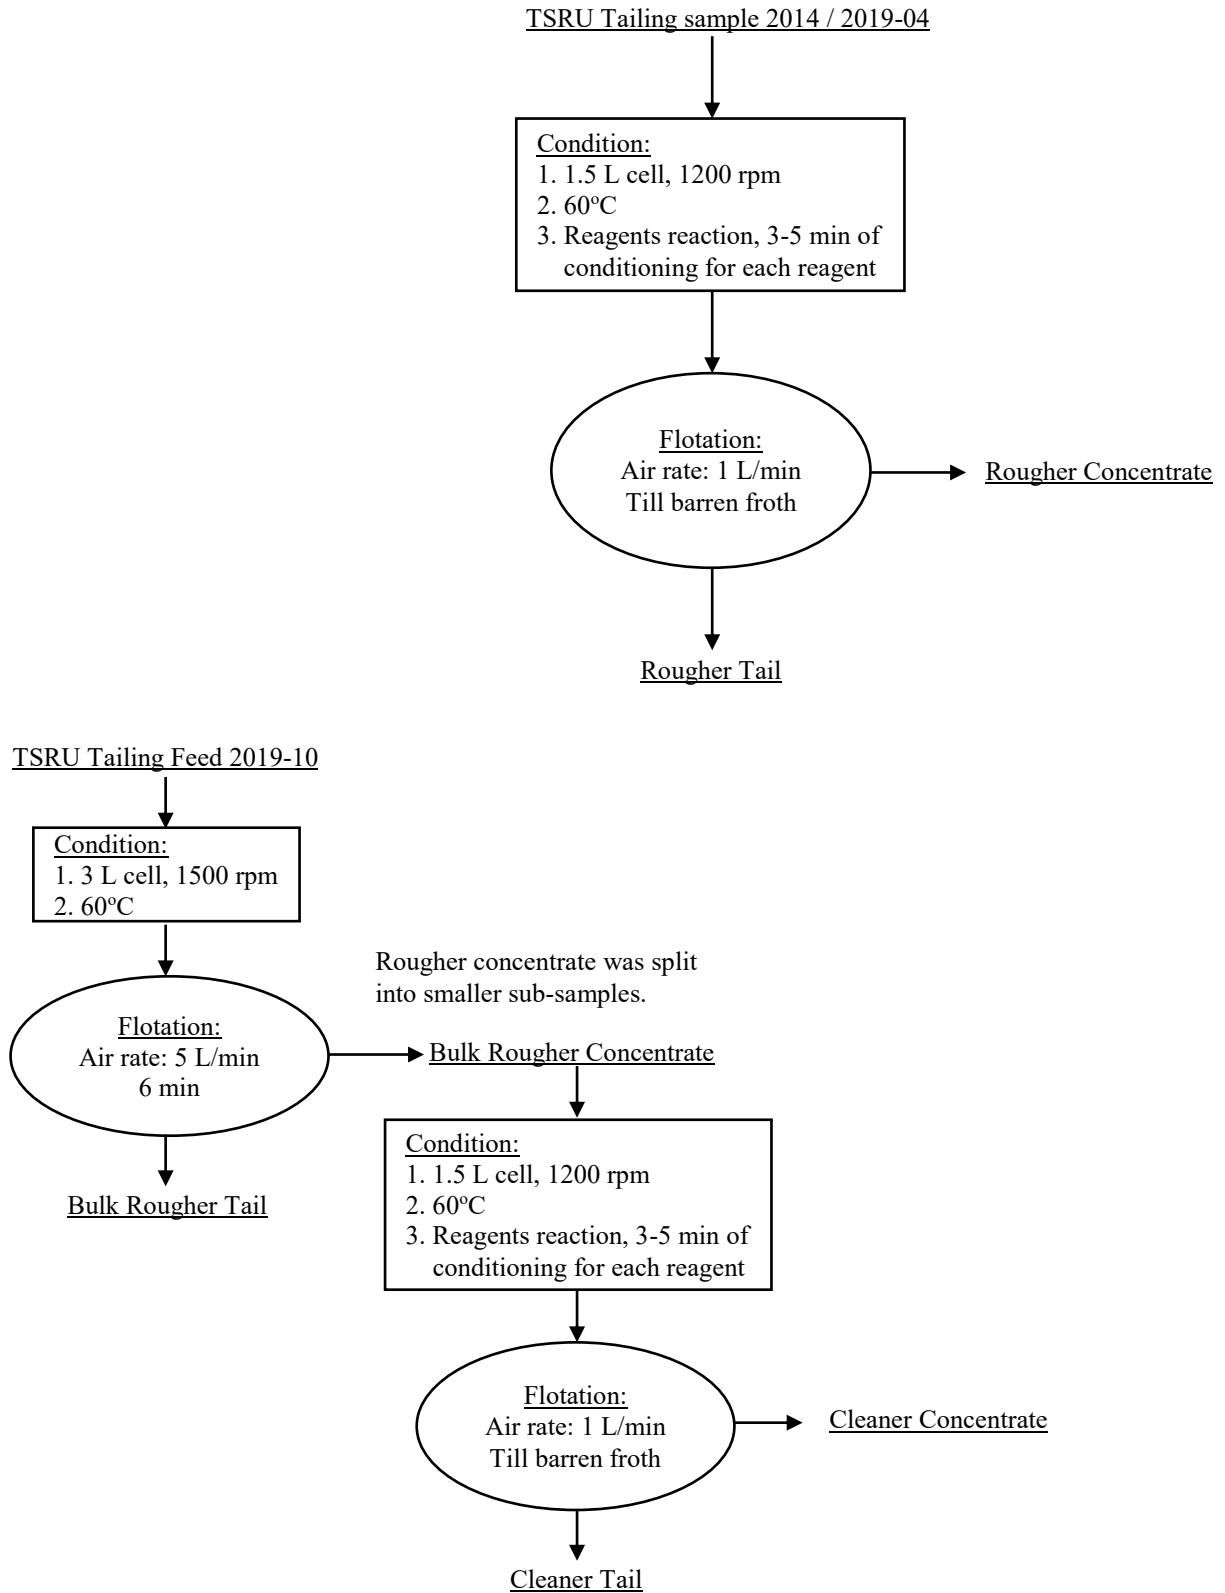 TSRU Tailing sample 2014 / 2019-04
Condition:
1. 1.5 L cell, 1200 rpm
2. 60ºC
3. Reagents reaction, 3-5 min of
conditioning for each reagent
Flotation:
Air rate: 1 L/min
Till barren froth
Rougher Concentrate
Rougher Tail
TSRU Tailing Feed 2019-10
Condition:
1. 3 L cell, 1500 rpm
2. 60ºC
Flotation:
Air rate: 5 L/min
6 min
Rougher concentrate was split
into smaller sub-samples.
Bulk Rougher Concentrate
Bulk Rougher Tail
Condition:
1. 1.5 L cell, 1200 rpm
2. 60ºC
3. Reagents reaction, 3-5 min of
conditioning for each reagent
Flotation:
Air rate: 1 L/min
Till barren froth
Cleaner Concentrate
Cleaner Tail